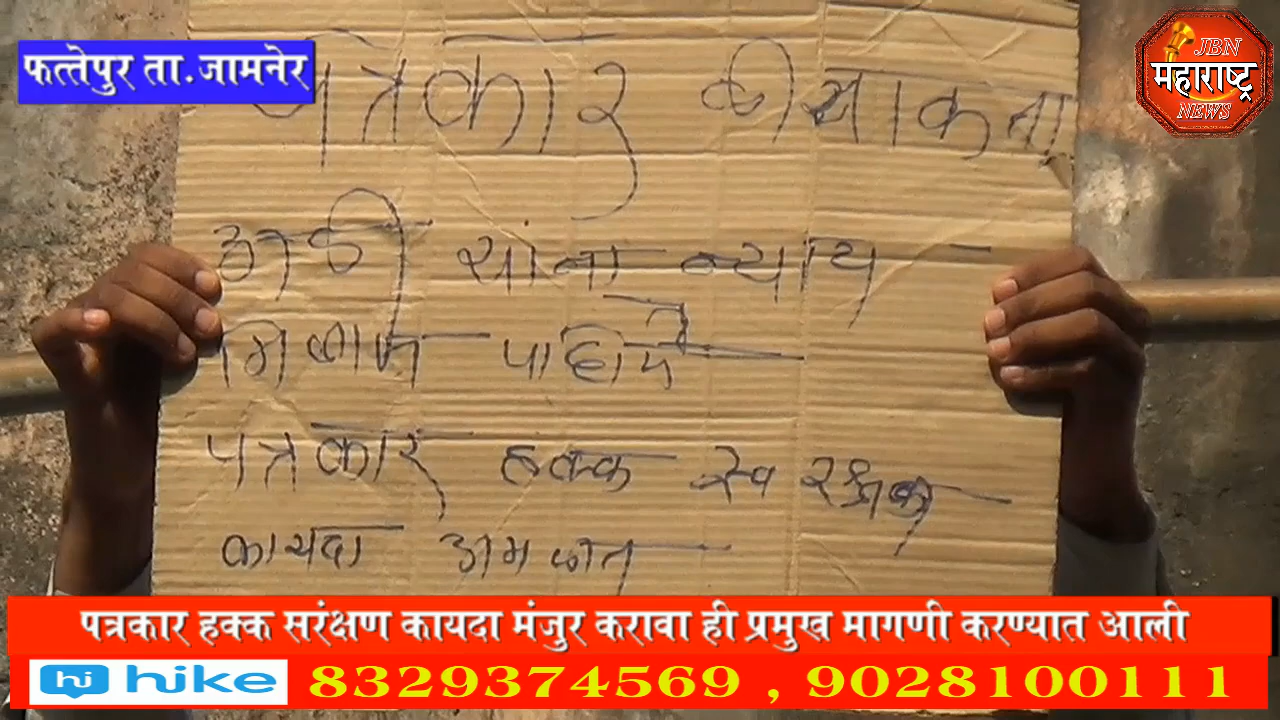 फत्तेपुर ता.जामनेर
JBN
महाराष्ट्र
NEWS
पत्रकार
यांना न्याय
पाहीजे
पत्रकार हक्क
कायदा
पत्रकार हक्क सरंक्षण कायदा मंजुर करावा ही प्रमुख मागणी करण्यात आली
hike 8329374569 , 9028100111